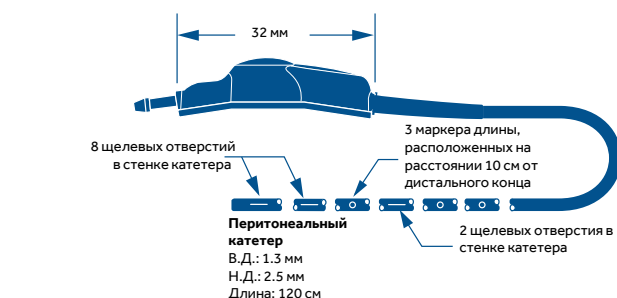 32 мм
8 щелевых отверстий
в стенке катетера
3 маркера длины,
расположенных на
расстоянии 10 см от
дистального конца
Перитонеальный
катетер
В.Д.: 1.3 мм
Н.Д.: 2.5 мм
Длина: 120 см
2 щелевых отверстия в
стенке катетера